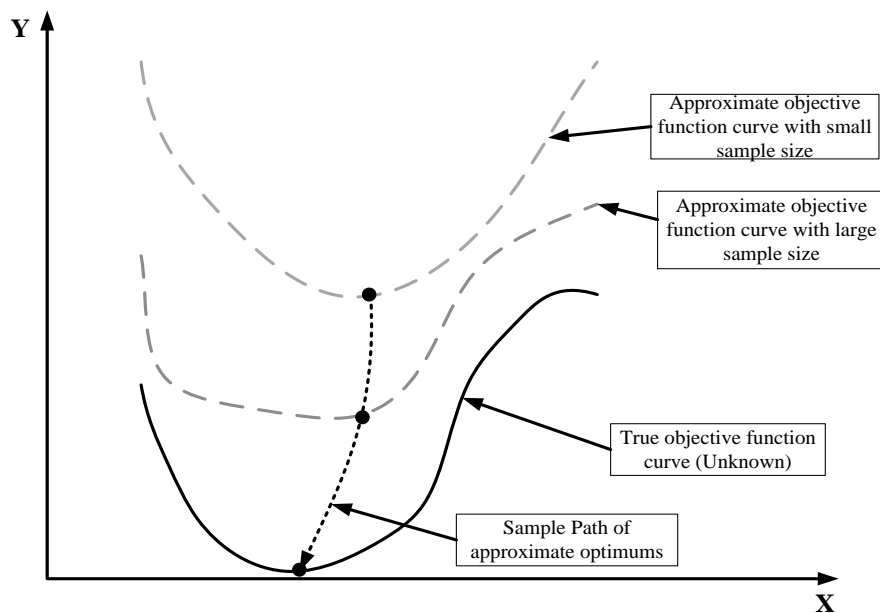 Y
Approximate objective
function curve with small
sample size
Approximate objective
function curve with large
sample size
True objective function
curve (Unknown)
Sample Path of
approximate optimums
X